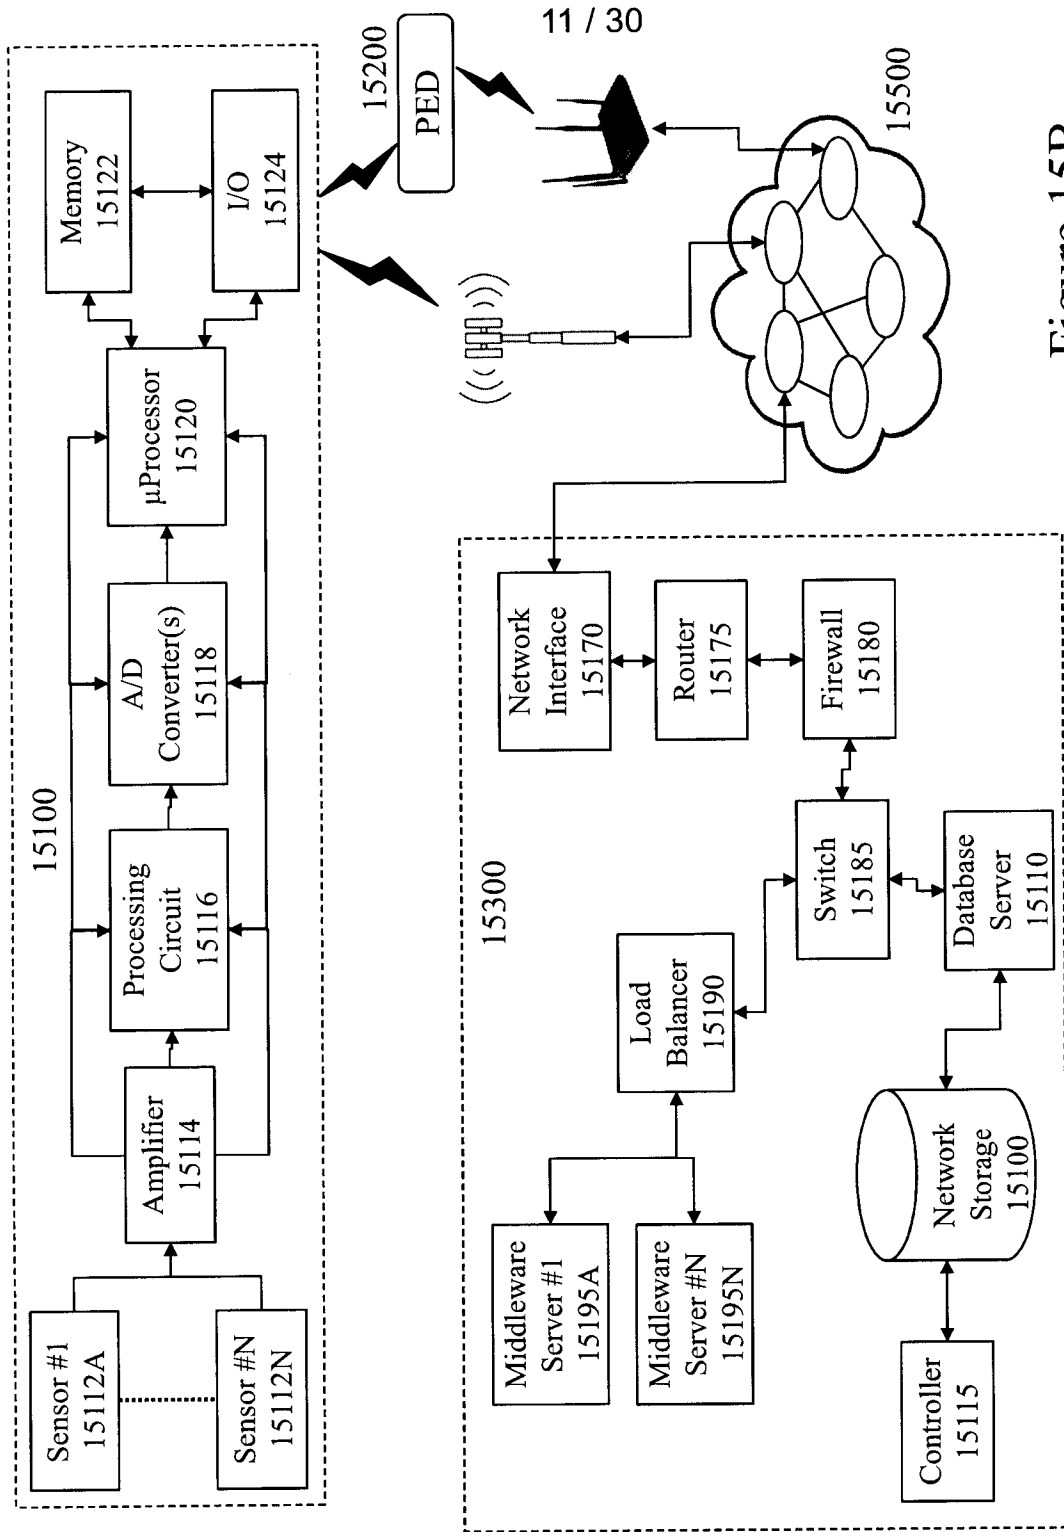 11 / 30
15100
Sensor #1
15112A
Sensor #N
15112N
Amplifier
15114
Processing
Circuit
15116
A/D
Converter(s)
15118
µProcessor
15120
Memory
15122
I/O
15124
15200
PED
15500
15300
Network
Interface
15170
Router
15175
Firewall
15180
Switch
15185
Load
Balancer
15190
Database
Server
15110
Middleware
Server #1
15195A
Middleware
Server #N
15195N
Network
Storage
15100
Controller
15115
Figure 15B